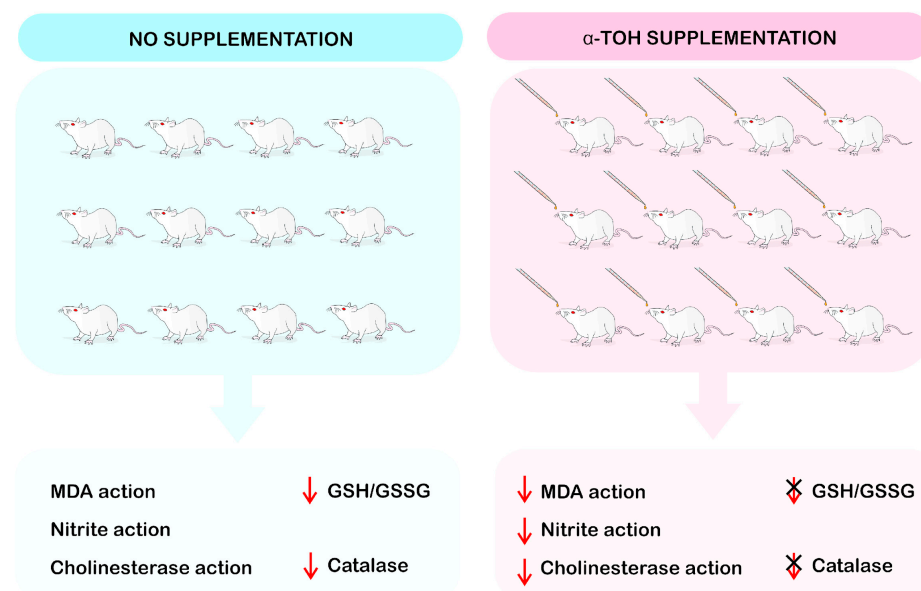 NO SUPPLEMENTATION
α-TOH SUPPLEMENTATION
MDA action
GSH/GSSG
Nitrite action
Cholinesterase action
Catalase
MDA action
GSH/GSSG
Nitrite action
Cholinesterase action
Catalase